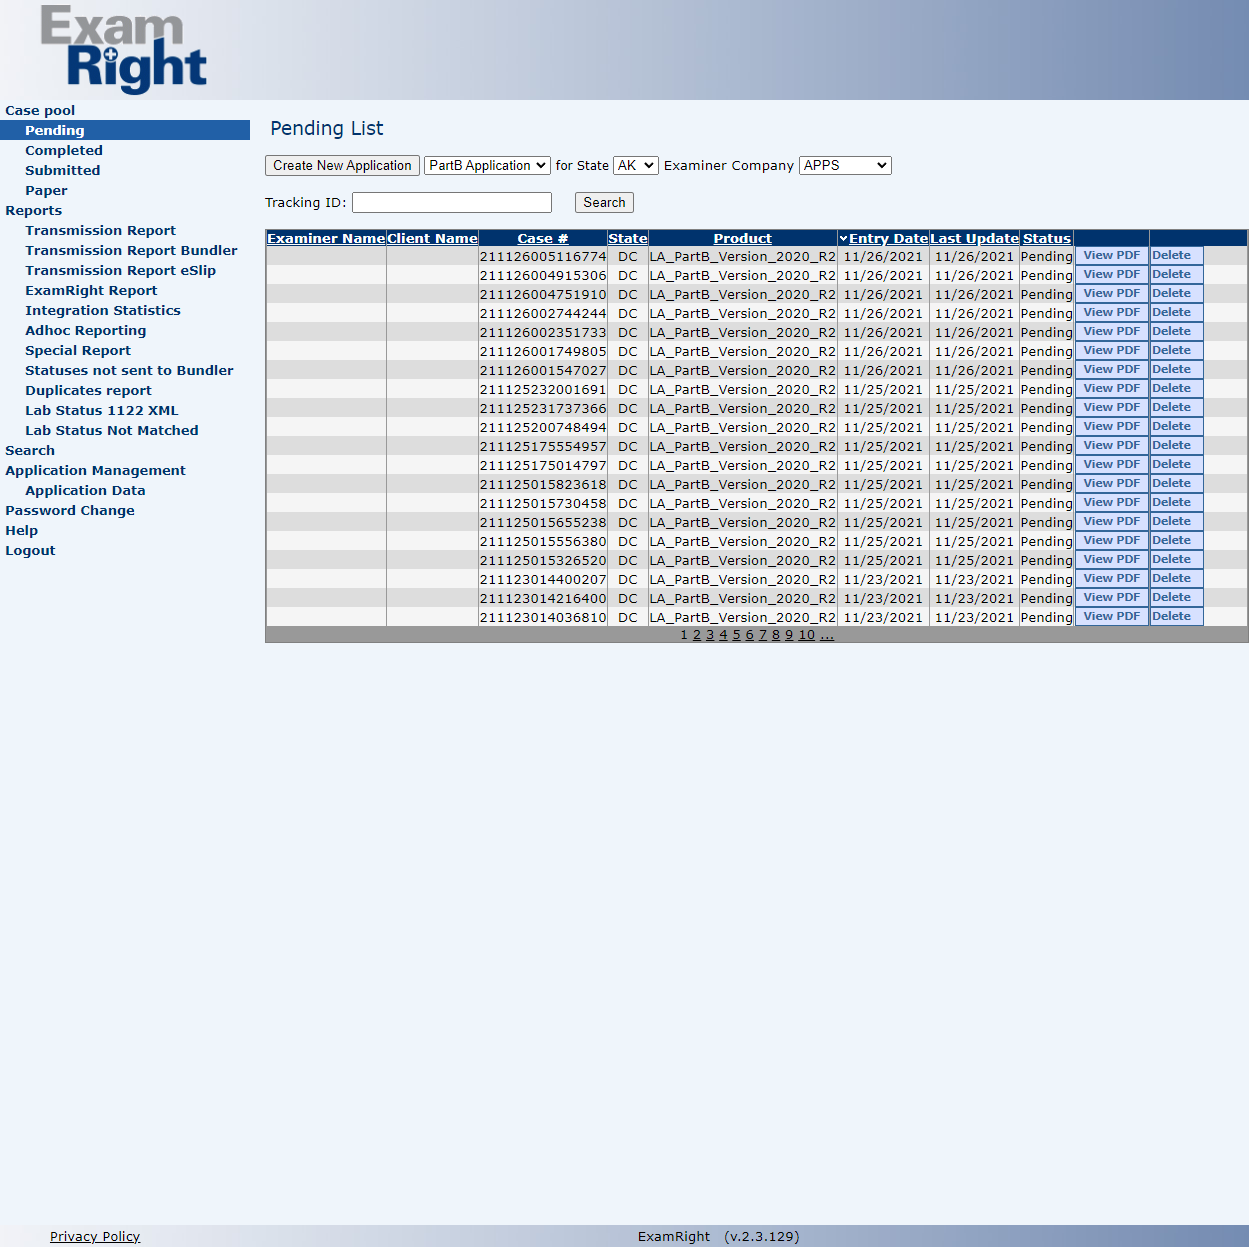 Exam
Right
Case pool
Pending
Completed
Submitted
Paper
Reports
Transmission Report
Transmission Report Bundler
Transmission Report eSlip
ExamRight Report
Integration Statistics
Adhoc Reporting
Special Report
Statuses not sent to Bundler
Duplicates report
Lab Status 1122 XML
Lab Status Not Matched
Search
Application Management
Application Data
Password Change
Help
Logout
Pending List
Create New Application PartB Application for State AK Examiner Company APPS
Tracking ID: Search
Examiner Name Client Name Case # State Product Entry Date Last Update Status
211126005116774 DC LA_PartB_Version_2020_R2 11/26/2021 11/26/2021 Pending View PDF Delete
211126004915306 DC LA_PartB_Version_2020_R2 11/26/2021 11/26/2021 Pending View PDF Delete
211126004751910 DC LA_PartB_Version_2020_R2 11/26/2021 11/26/2021 Pending View PDF Delete
211126002744244 DC LA_PartB_Version_2020_R2 11/26/2021 11/26/2021 Pending View PDF Delete
211126002351733 DC LA_PartB_Version_2020_R2 11/26/2021 11/26/2021 Pending View PDF Delete
211126001749805 DC LA_PartB_Version_2020_R2 11/26/2021 11/26/2021 Pending View PDF Delete
211126001547027 DC LA_PartB_Version_2020_R2 11/26/2021 11/26/2021 Pending View PDF Delete
211125232001691 DC LA_PartB_Version_2020_R2 11/25/2021 11/25/2021 Pending View PDF Delete
211125231737366 DC LA_PartB_Version_2020_R2 11/25/2021 11/25/2021 Pending View PDF Delete
211125200748494 DC LA_PartB_Version_2020_R2 11/25/2021 11/25/2021 Pending View PDF Delete
211125175554957 DC LA_PartB_Version_2020_R2 11/25/2021 11/25/2021 Pending View PDF Delete
211125175014797 DC LA_PartB_Version_2020_R2 11/25/2021 11/25/2021 Pending View PDF Delete
211125015823618 DC LA_PartB_Version_2020_R2 11/25/2021 11/25/2021 Pending View PDF Delete
211125015730458 DC LA_PartB_Version_2020_R2 11/25/2021 11/25/2021 Pending View PDF Delete
211125015655238 DC LA_PartB_Version_2020_R2 11/25/2021 11/25/2021 Pending View PDF Delete
211125015556380 DC LA_PartB_Version_2020_R2 11/25/2021 11/25/2021 Pending View PDF Delete
211125015326520 DC LA_PartB_Version_2020_R2 11/25/2021 11/25/2021 Pending View PDF Delete
211123014400207 DC LA_PartB_Version_2020_R2 11/23/2021 11/23/2021 Pending View PDF Delete
211123014216400 DC LA_PartB_Version_2020_R2 11/23/2021 11/23/2021 Pending View PDF Delete
211123014036810 DC LA_PartB_Version_2020_R2 11/23/2021 11/23/2021 Pending View PDF Delete
1 2 3 4 5 6 7 8 9 10 ...
Privacy Policy ExamRight (v.2.3.129)